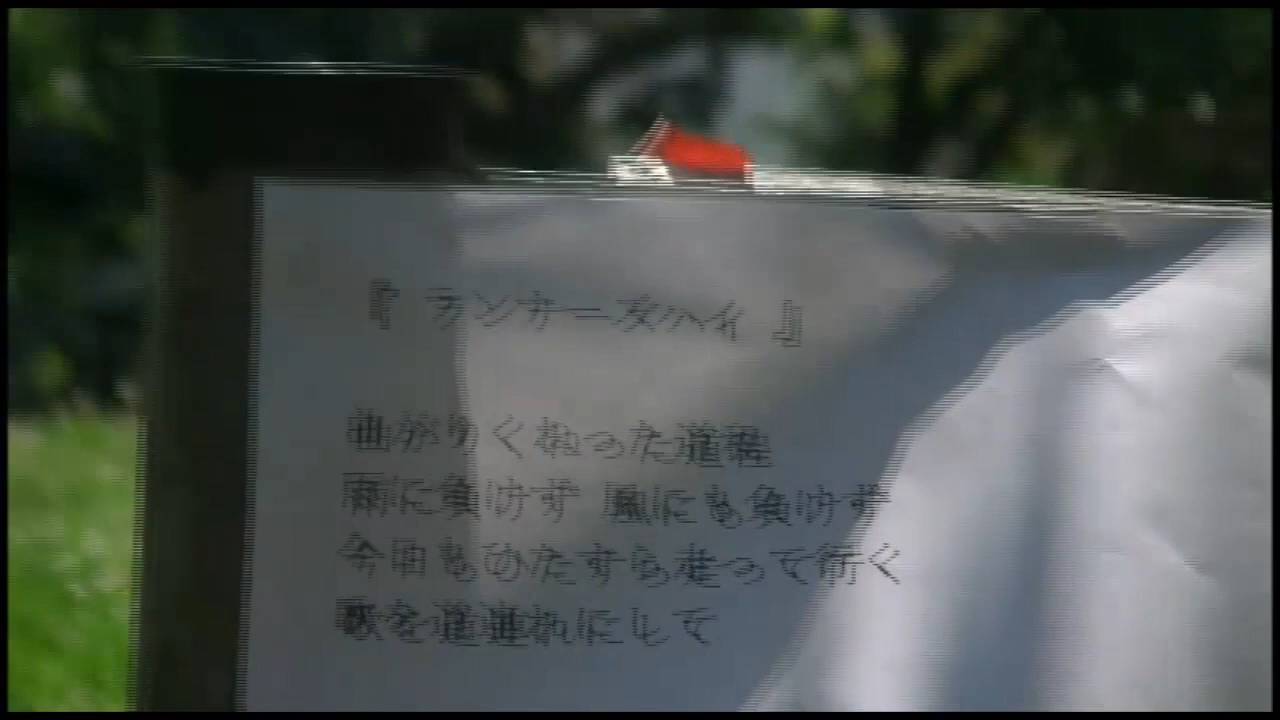 『ランナーズハイ』
曲がりくねった道程
雨に負けず 風にも負けず
今日もひたすら走って行く
歌を道連れにして